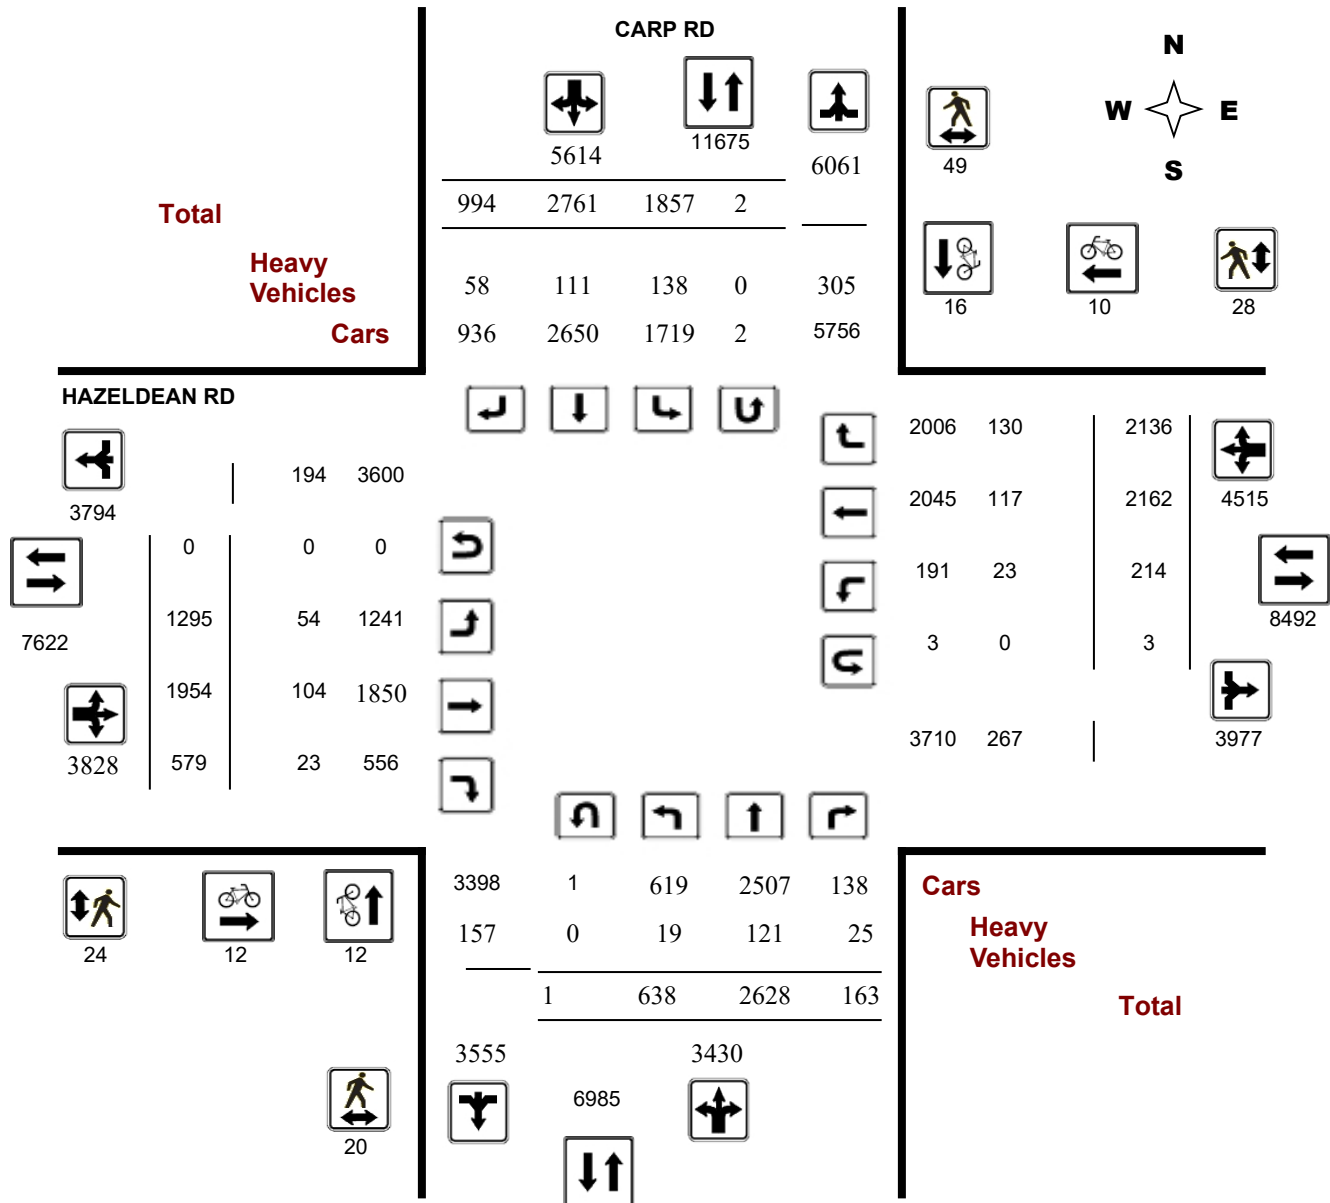 CARP RD
N
W E
S
5614 11675 6061 49
994 2761 1857 2
Total
Heavy
Vehicles
58 111 138 0 305
16 10 28
Cars 936 2650 1719 2 5756
HAZELDEAN RD
2006 130 2136
194 3600
3794
2045 117 2162 4515
0 0 0
191 23 214
8492
1295 54 1241
7622
3 0 3
1954 104 1850
3710 267 3977
3828 579 23 556
3398 1 619 2507 138 Cars
157 0 19 121 25 Heavy
Vehicles
24 12 12
1 638 2628 163 Total
3555 3430
6985
20